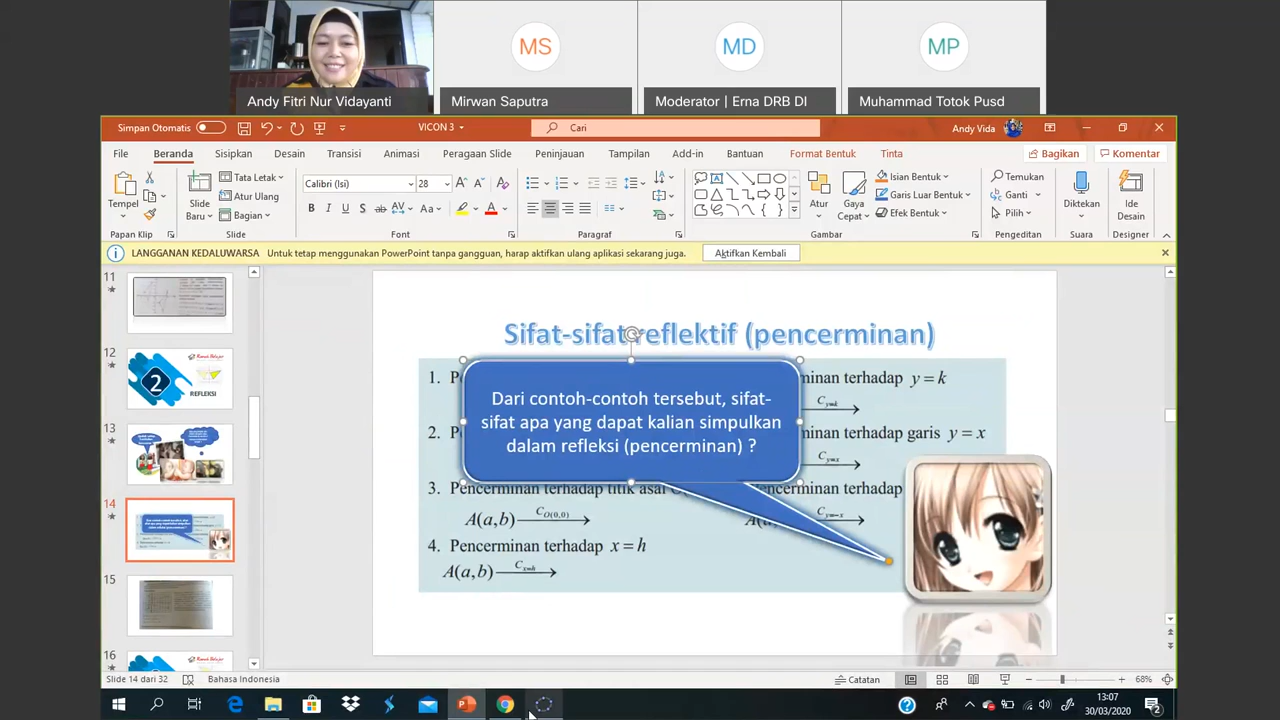 MS
MD
MP
Andy Fitri Nur Vidayanti
Mirwan Saputra
Moderator | Erna DRB DI
Muhammad Totok Pusd
Simpan Otomatis
VICON 3
Cari
Andy Vida
File
Beranda
Sisipkan
Desain
Transisi
Animasi
Peragaan Slide
Peninjauan
Tampilan
Add-in
Bantuan
Format Bentuk
Tinta
Bagikan
Komentar
Tempel
Slide
Baru
Tata Letak
Atur Ulang
Bagian
Calibri (Isi)
28
Atur
Gaya
Cepat
Isian Bentuk
Garis Luar Bentuk
Efek Bentuk
Temukan
Ganti
Pilih
Diktekan
Ide
Desain
Papan Klip
Slide
Font
Paragraf
Gambar
Pengeditan
Suara
Designer
LANGGANAN KEDALUWARSA Untuk tetap menggunakan PowerPoint tanpa gangguan, harap aktifkan ulang aplikasi sekarang juga.
Aktifkan Kembali
11
12
2
REFLEKSI
13
14
15
16
Sifat-sifat reflektif (pencerminan)
Dari contoh-contoh tersebut, sifat-
sifat apa yang dapat kalian simpulkan
dalam refleksi (pencerminan) ?
1. P
minan terhadap y = k
C y=k
2. P
minan terhadap garis y = x
C y=x
3. Pencerminan terhadap titik asal
Pencerminan terhadap
A(a,b) C O(0,0)
C y=-x
4. Pencerminan terhadap x = h
A(a,b) C x=h
Slide 14 dari 32
Bahasa Indonesia
Catatan
68%
13:07
30/03/2020
2